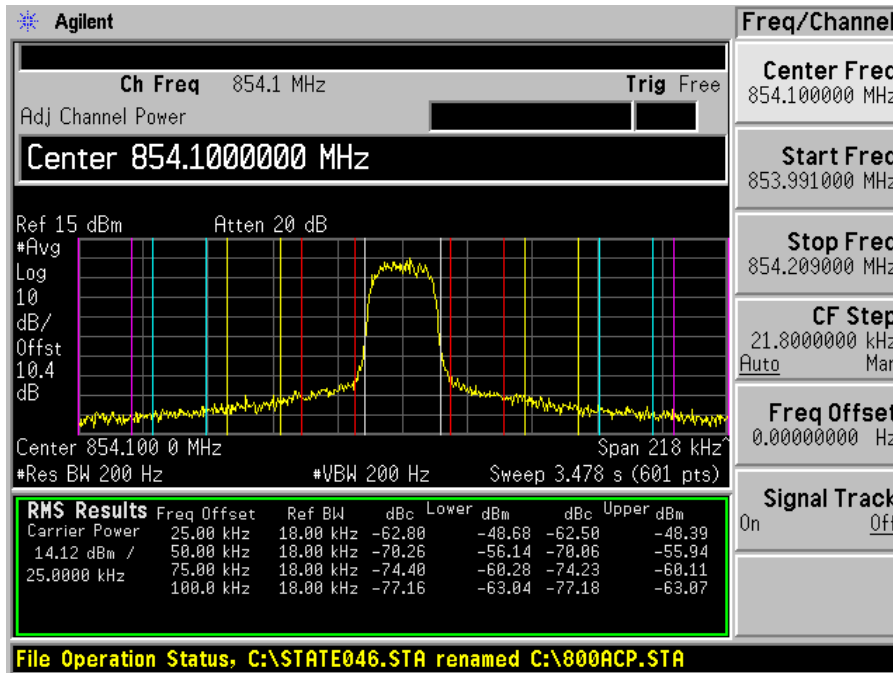 Agilent
Ch Freq 854.1 MHz Trig Free
Adj Channel Power
Center 854.1000000 MHz
Ref 15 dBm Atten 20 dB
#Avg
Log
10
dB/
Offst
10.4
dB
Center 854.100 0 MHz Span 218 kHz^
#Res BW 200 Hz #VBW 200 Hz Sweep 3.478 s (601 pts)
RMS Results Freq Offset Ref BW dBc Lower dBm dBc Upper dBm
Carrier Power 25.00 kHz 18.00 kHz -62.80 -48.68 -62.50 -48.39
14.12 dBm / 50.00 kHz 18.00 kHz -70.26 -56.14 -70.06 -55.94
25.0000 kHz 75.00 kHz 18.00 kHz -74.40 -60.28 -74.23 -60.11
100.0 kHz 18.00 kHz -77.16 -63.04 -77.18 -63.07
File Operation Status, C:\STATE046.STA renamed C:\800ACP.STA
Freq/Channel
Center Freq
854.100000 MHz
Start Freq
853.991000 MHz
Stop Freq
854.209000 MHz
CF Step
21.8000000 kHz
Auto Man
Freq Offset
0.00000000 Hz
Signal Track
On Off